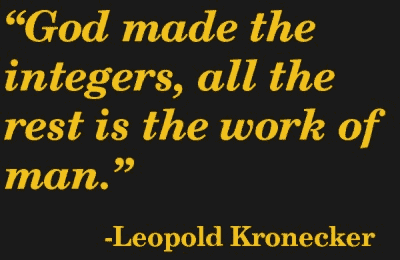 “God made the
integers, all the
rest is the work of
man.”
-Leopold Kronecker